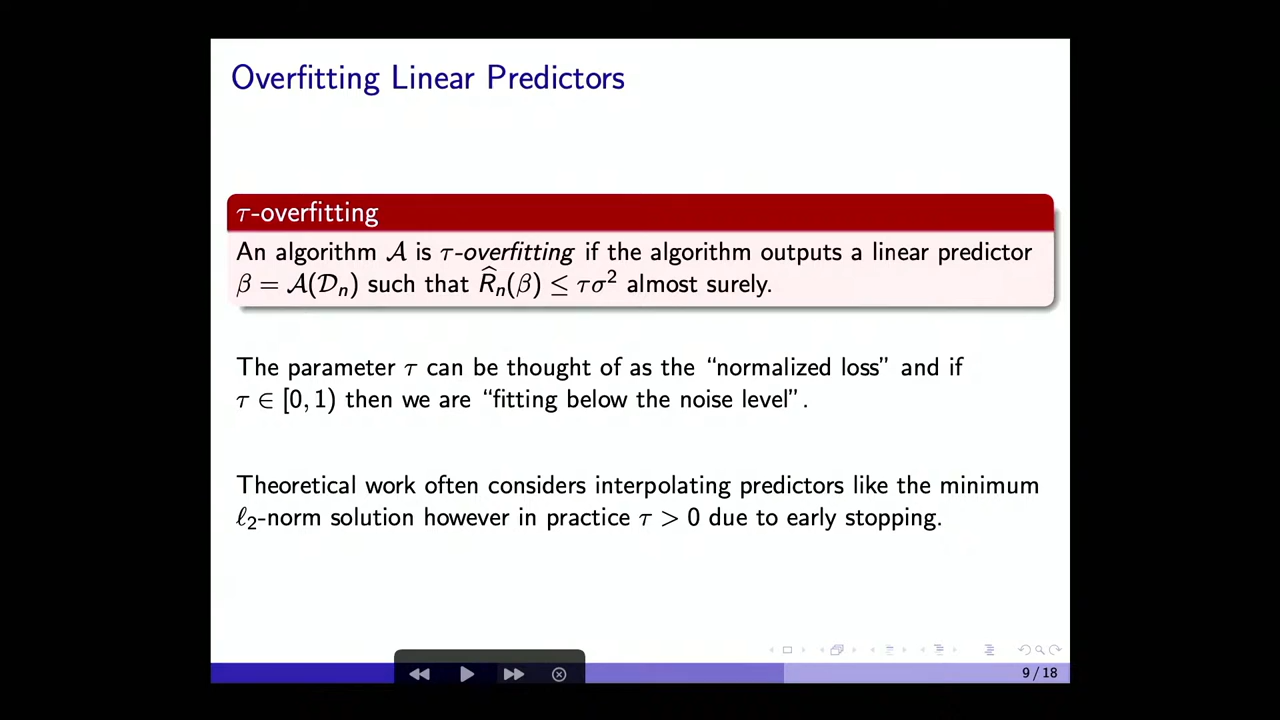 Overfitting Linear Predictors
τ-overfitting
An algorithm 𝒜 is τ-overfitting if the algorithm outputs a linear predictor
β = 𝒜(𝒟ₙ) such that R̂ₙ(β) ≤ τσ² almost surely.
The parameter τ can be thought of as the “normalized loss” and if
τ ∈ [0, 1) then we are “fitting below the noise level”.
Theoretical work often considers interpolating predictors like the minimum
ℓ₂-norm solution however in practice τ > 0 due to early stopping.
9 / 18